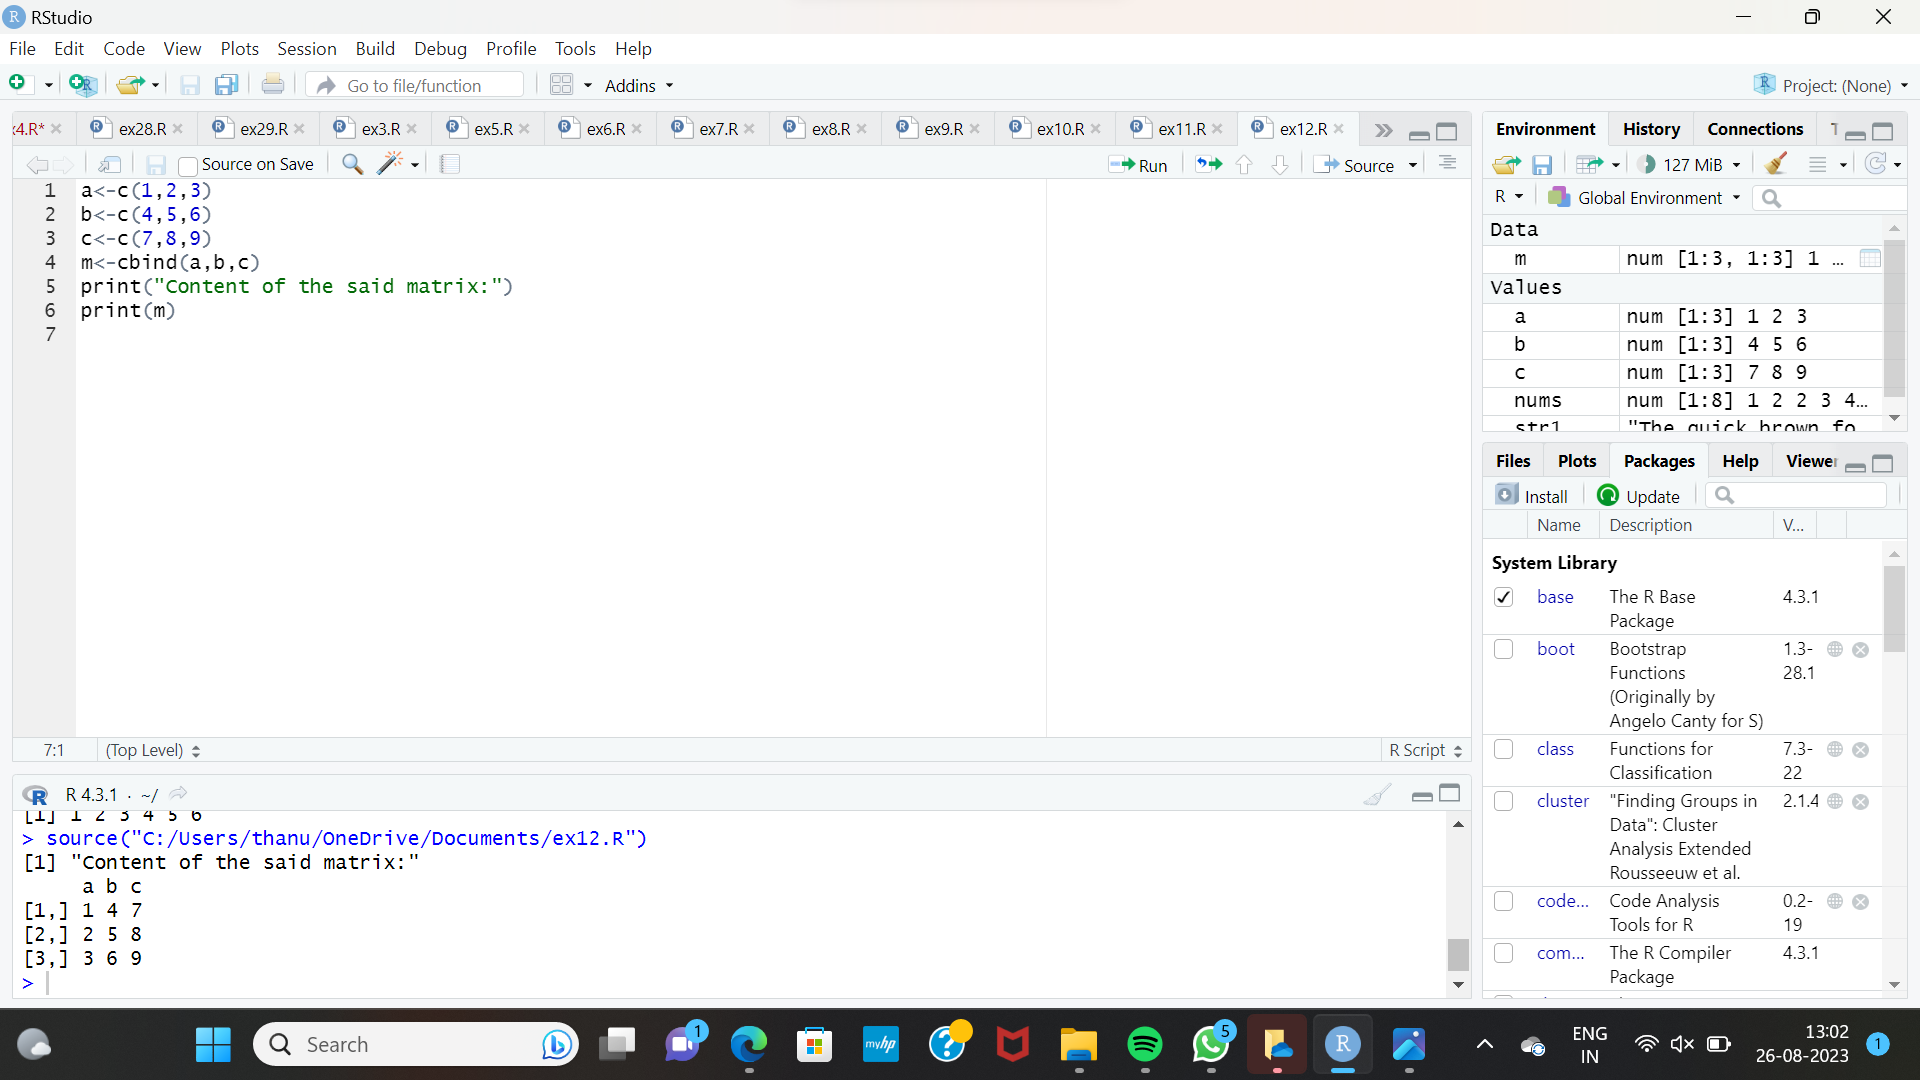 RStudio
File Edit Code View Plots Session Build Debug Profile Tools Help
Go to file/function Addins Project: (None)
4.R* ex28.R ex29.R ex3.R ex5.R ex6.R ex7.R ex8.R ex9.R ex10.R ex11.R ex12.R
Source on Save Run Source
1 a<-c(1,2,3)
2 b<-c(4,5,6)
3 c<-c(7,8,9)
4 m<-cbind(a,b,c)
5 print("Content of the said matrix:")
6 print(m)
7
7:1 (Top Level) R Script
R 4.3.1 · ~/
[1] 1 2 3 4 5 6
> source("C:/Users/thanu/OneDrive/Documents/ex12.R")
[1] "Content of the said matrix:"
a b c
[1,] 1 4 7
[2,] 2 5 8
[3,] 3 6 9
>
Environment History Connections
127 MiB
R Global Environment
Data
m num [1:3, 1:3] 1 ...
Values
a num [1:3] 1 2 3
b num [1:3] 4 5 6
c num [1:3] 7 8 9
nums num [1:8] 1 2 2 3 4...
str1 "The quick brown fo
Files Plots Packages Help Viewer
Install Update
Name Description V...
System Library
base The R Base 4.3.1
Package
boot Bootstrap 1.3-
Functions 28.1
(Originally by
Angelo Canty for S)
class Functions for 7.3-
Classification 22
cluster "Finding Groups in 2.1.4
Data": Cluster
Analysis Extended
Rousseeuw et al.
code... Code Analysis 0.2-
Tools for R 19
com... The R Compiler 4.3.1
Package
Search 1 myhp 5 R ENG 13:02
IN 26-08-2023 1